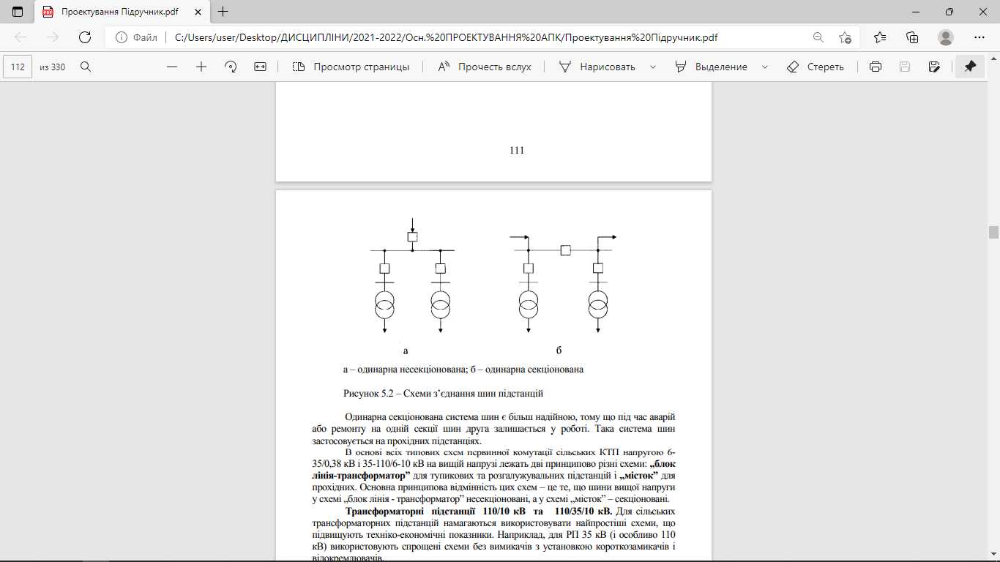 Проектування Підручник.pdf
Файл
C:/Users/user/Desktop/ДИСЦИПЛІНИ/2021-2022/Осн.%20ПРОЕКТУВАННЯ%20АПК/Проектування%20Підручник.pdf
112 из 330 Просмотр страницы Прочесть вслух Нарисовать Выделение Стереть
111
а б
а – одинарна несекціонована; б – одинарна секціонована
Рисунок 5.2 – Схеми з’єднання шин підстанцій
Одинарна секціонована система шин є більш надійною, тому що під час аварій
або ремонту на одній секції шин друга залишається у роботі. Така система шин
застосовується на прохідних підстанціях.
В основі всіх типових схем первинної комутації сільських КТП напругою 6-
35/0,38 кВ і 35-110/6-10 кВ на вищій напрузі лежать дві принципово різні схеми: „блок
лінія-трансформатор” для тупикових та розгалужувальних підстанцій і „місток” для
прохідних. Основна принципова відмінність цих схем – це те, що шини вищої напруги
у схемі „блок лінія - трансформатор” несекціоновані, а у схемі „місток” – секціоновані.
Трансформаторні підстанції 110/10 кВ та 110/35/10 кВ. Для сільських
трансформаторних підстанцій намагаються використовувати найпростіші схеми, що
підвищують техніко-економічні показники. Наприклад, для РП 35 кВ (і особливо 110
кВ) використовують спрощені схеми без вимикачів з установкою короткозамикачів і
відокремлювачів.